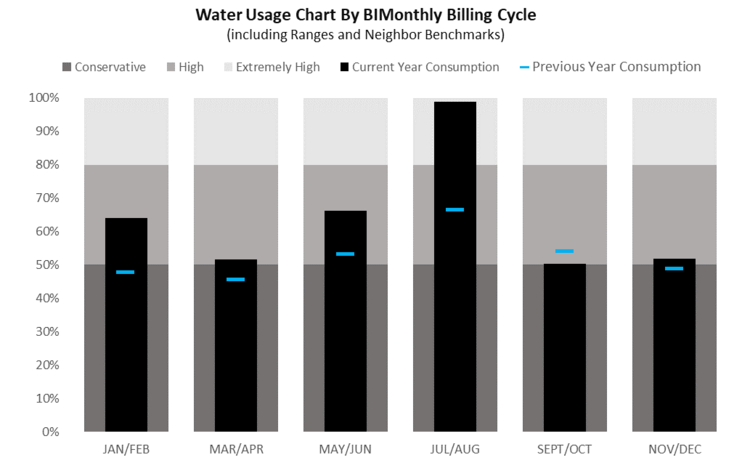 Water Usage Chart By BIMonthly Billing Cycle
(including Ranges and Neighbor Benchmarks)
Conservative High Extremely High Current Year Consumption Previous Year Consumption
100%
90%
80%
70%
60%
50%
40%
30%
20%
10%
0%
JAN/FEB MAR/APR MAY/JUN JUL/AUG SEPT/OCT NOV/DEC